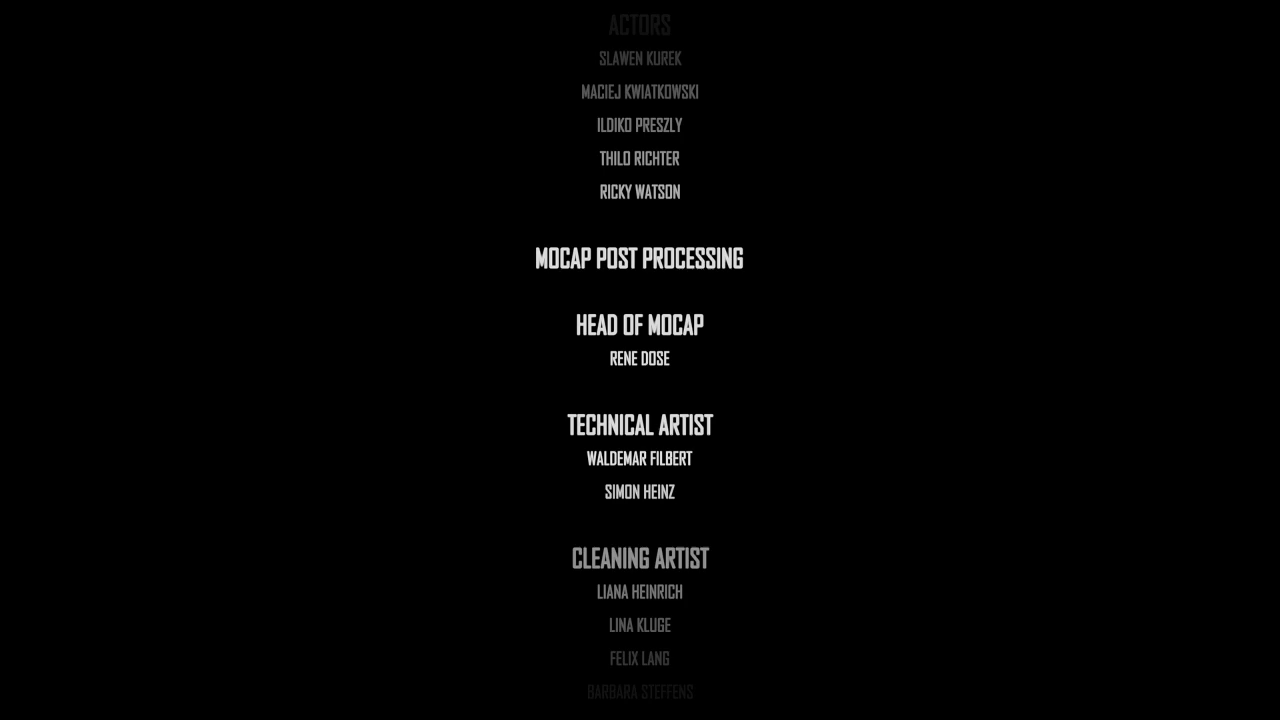 ACTORS
SLAWEN KUREK
MACIEJ KWIATKOWSKI
ILDIKO PRESZLY
THILO RICHTER
RICKY WATSON
MOCAP POST PROCESSING
HEAD OF MOCAP
RENE DOSE
TECHNICAL ARTIST
WALDEMAR FILBERT
SIMON HEINZ
CLEANING ARTIST
LIANA HEINRICH
LINA KLUGE
FELIX LANG
BARBARA STEFFENS